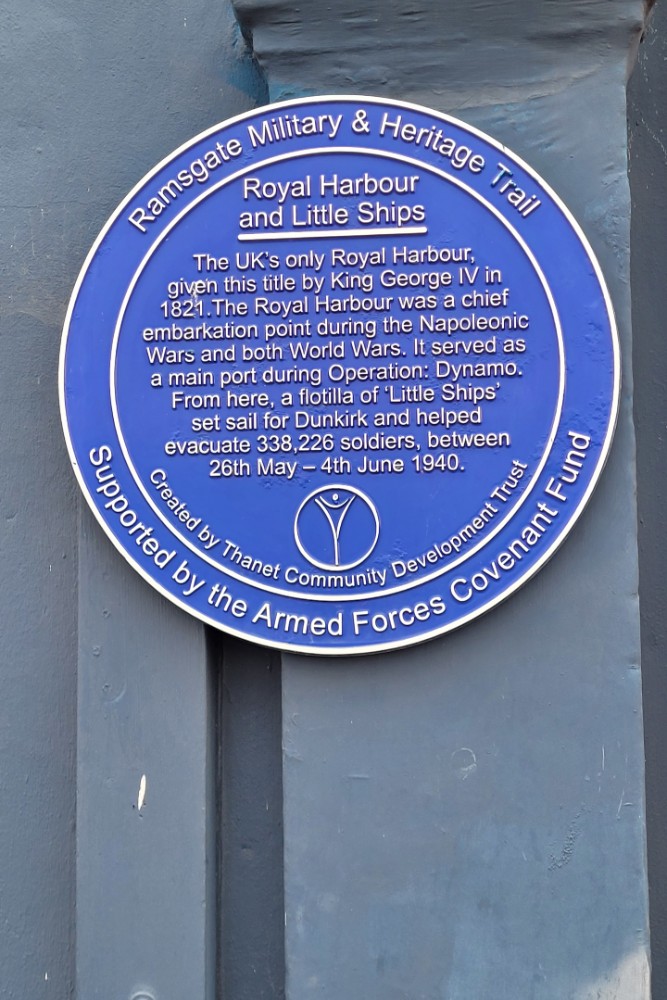 Ramsgate Military & Heritage Trail
Royal Harbour
and Little Ships
The UK's only Royal Harbour,
given this title by King George IV in
1821.The Royal Harbour was a chief
embarkation point during the Napoleonic
Wars and both World Wars. It served as
a main port during Operation: Dynamo.
From here, a flotilla of ‘Little Ships’
set sail for Dunkirk and helped
evacuate 338,226 soldiers, between
26th May – 4th June 1940.
Created by Thanet Community Development Trust
Supported by the Armed Forces Covenant Fund